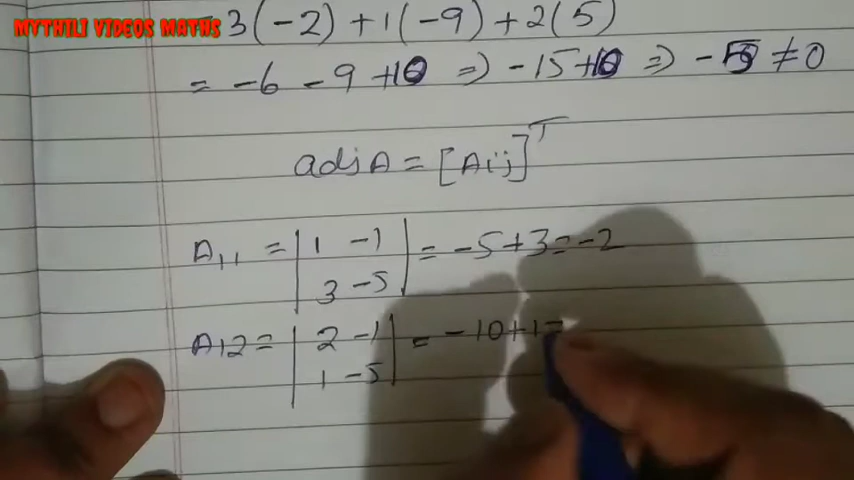 MYTHILI VIDEOS MATHS
3(-2) + 1(-9) + 2(5)
= -6 - 9 + 10 ⇒ -15 + 10 ⇒ -5 ≠ 0
adj A = [Aij]ᵀ
A₁₁ = | 1 -1 | = -5+3 = -2
| 3 -5 |
A₁₂ = | 2 -1 | = -10+1=
| 1 -5 |